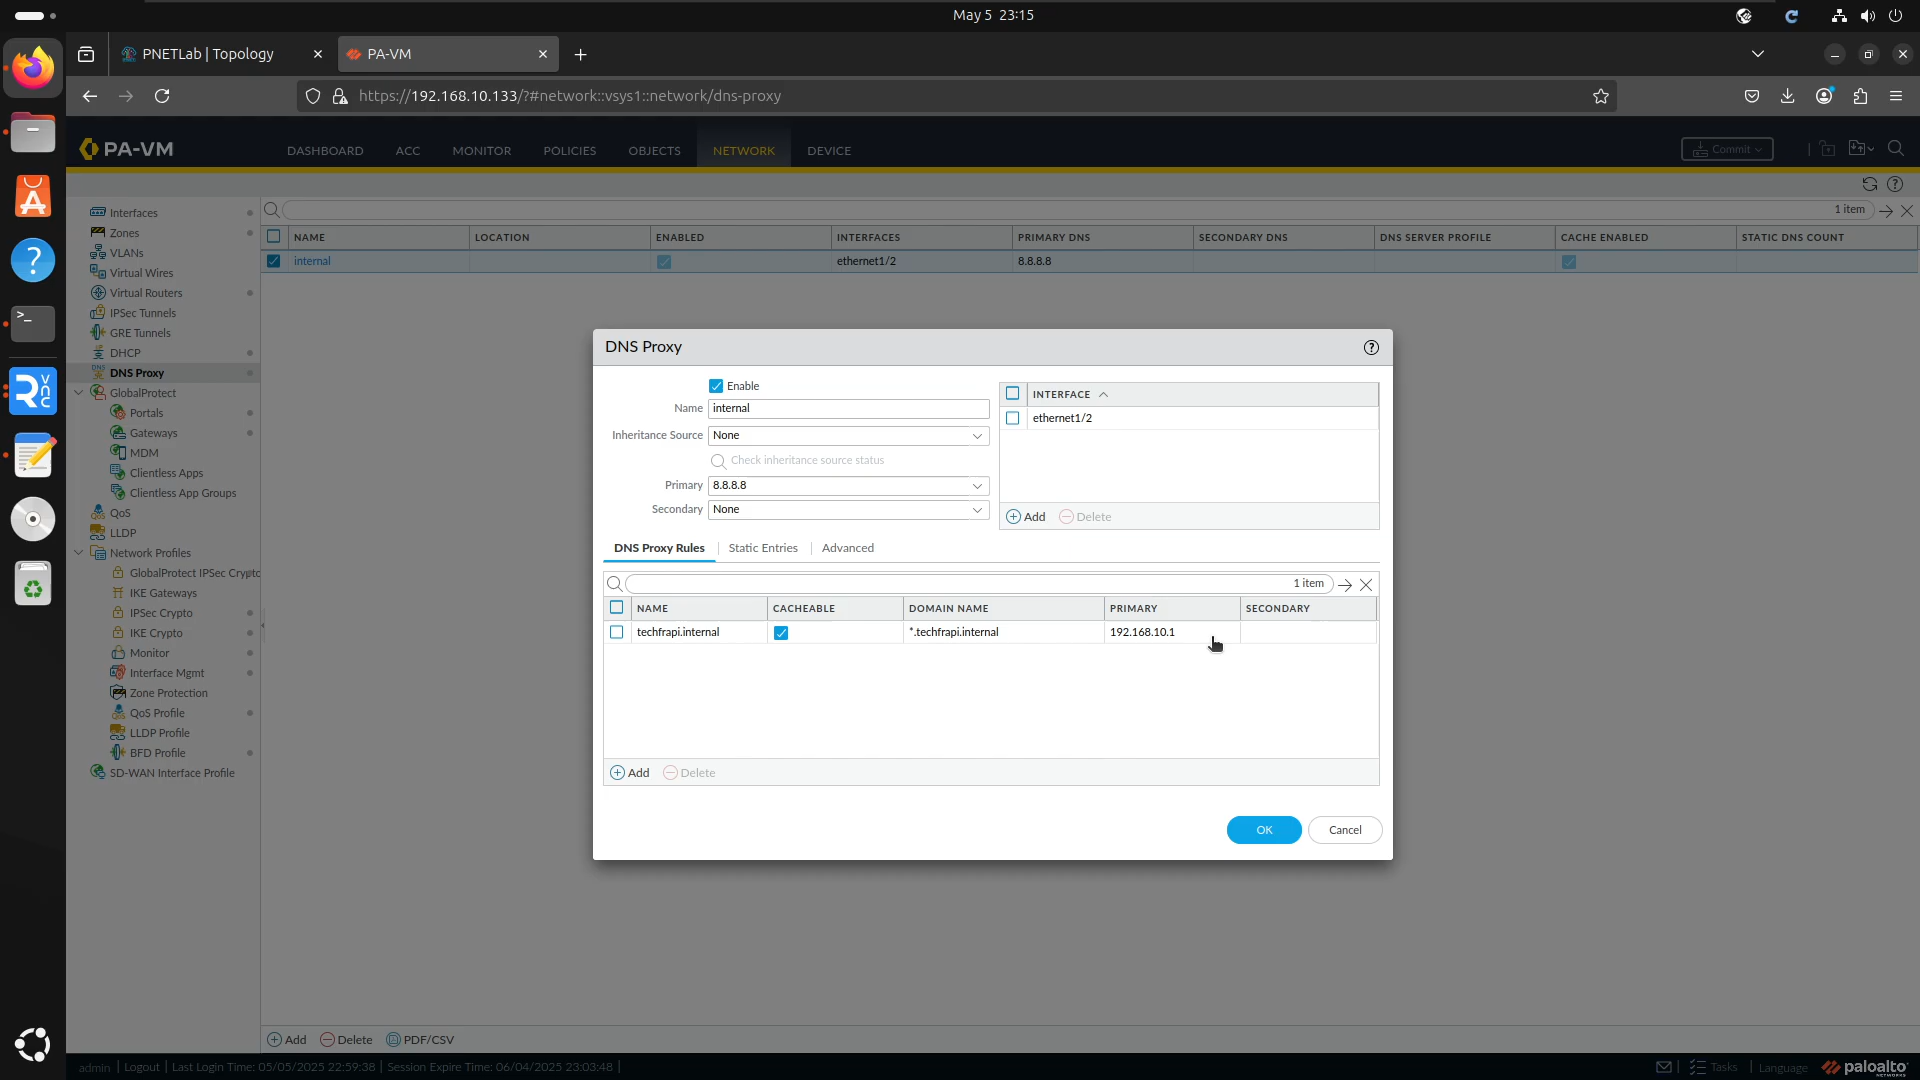 May 5 23:15
PNETLab | Topology
PA-VM
https://192.168.10.133/?#network::vsys1::network/dns-proxy
PA-VM
DASHBOARD
ACC
MONITOR
POLICIES
OBJECTS
NETWORK
DEVICE
Commit
Interfaces
Zones
VLANs
Virtual Wires
Virtual Routers
IPSec Tunnels
GRE Tunnels
DHCP
DNS Proxy
GlobalProtect
Portals
Gateways
MDM
Clientless Apps
Clientless App Groups
QoS
LLDP
Network Profiles
GlobalProtect IPSec Crypto
IKE Gateways
IPSec Crypto
IKE Crypto
Monitor
Interface Mgmt
Zone Protection
QoS Profile
LLDP Profile
BFD Profile
SD-WAN Interface Profile
1 item
NAME LOCATION ENABLED INTERFACES PRIMARY DNS SECONDARY DNS DNS SERVER PROFILE CACHE ENABLED STATIC DNS COUNT
internal ethernet1/2 8.8.8.8
DNS Proxy
Enable
Name internal
Inheritance Source None
Check inheritance source status
Primary 8.8.8.8
Secondary None
INTERFACE
ethernet1/2
Add Delete
DNS Proxy Rules Static Entries Advanced
1 item
NAME CACHEABLE DOMAIN NAME PRIMARY SECONDARY
techfrapi.internal *.techfrapi.internal 192.168.10.1
Add Delete
OK Cancel
Add Delete PDF/CSV
admin | Logout | Last Login Time: 05/05/2025 22:59:38 | Session Expire Time: 06/04/2025 23:03:48 |
Tasks | Language paloalto
NETWORKS